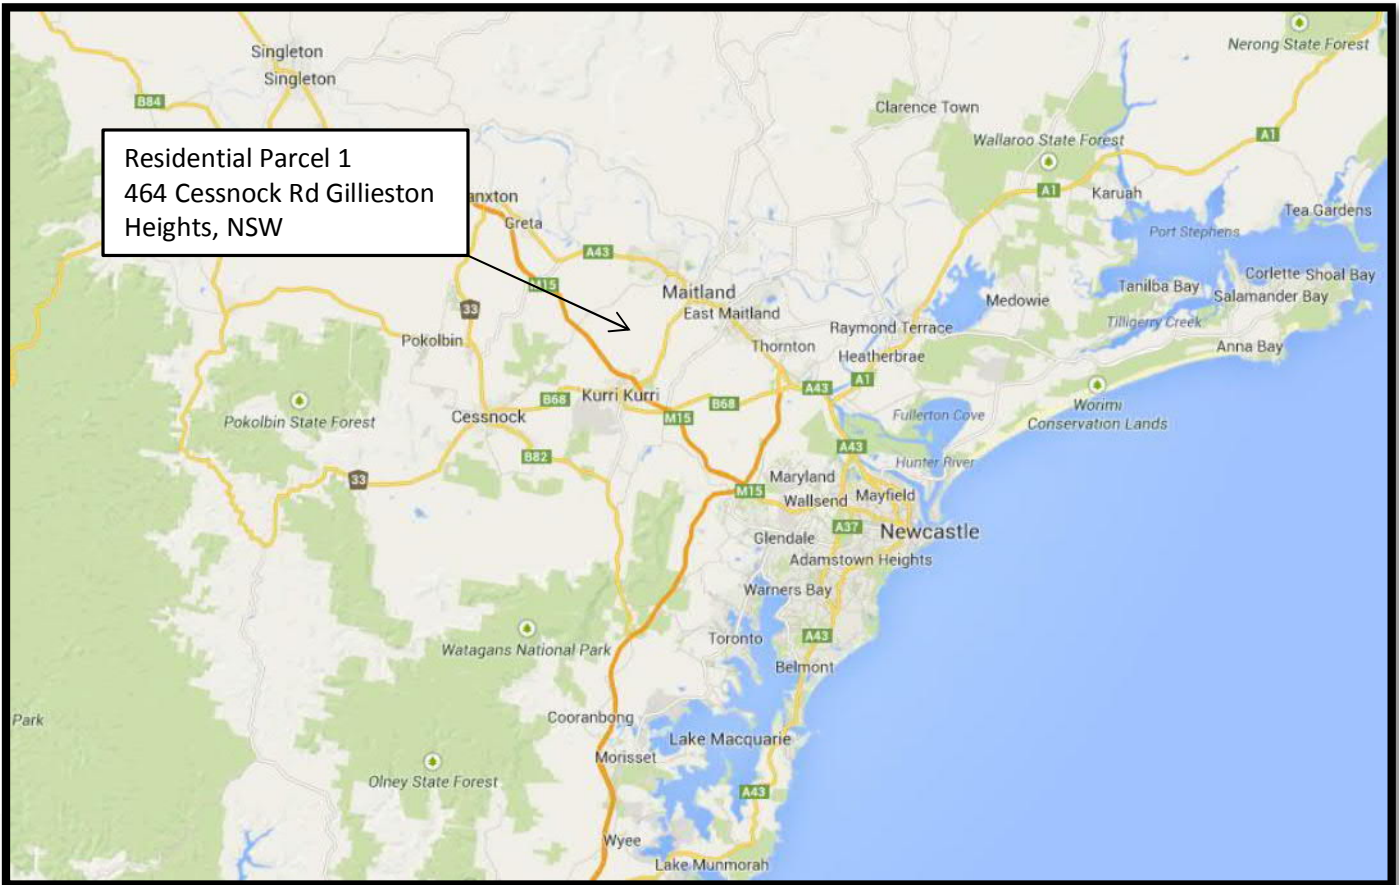 Nerong State Forest
Singleton
Singleton
B84
Clarence Town
A1
Wallaroo State Forest
Residential Parcel 1
464 Cessnock Rd Gillieston
Heights, NSW
A1
Karuah
anxton
Tea Gardens
Greta
Port Stephens
A43
Corlette Shoal Bay
M15
Maitland
Tanilba Bay
Salamander Bay
Medowie
33
East Maitland
Tilligerry Creek
Raymond Terrace
Pokolbin
Thornton
Anna Bay
Heatherbrae
A1
A43
Kurri Kurri
B68
B68
Worimi
Conservation Lands
Pokolbin State Forest
Cessnock
M15
Fullerton Cove
A43
B82
Hunter River
33
Maryland
M15
Wallsend
Mayfield
A37
Newcastle
Glendale
Adamstown Heights
Warners Bay
Watagans National Park
Toronto
A43
Belmont
Park
Cooranbong
Lake Macquarie
Morisset
Olney State Forest
A43
Wyee
Lake Munmorah